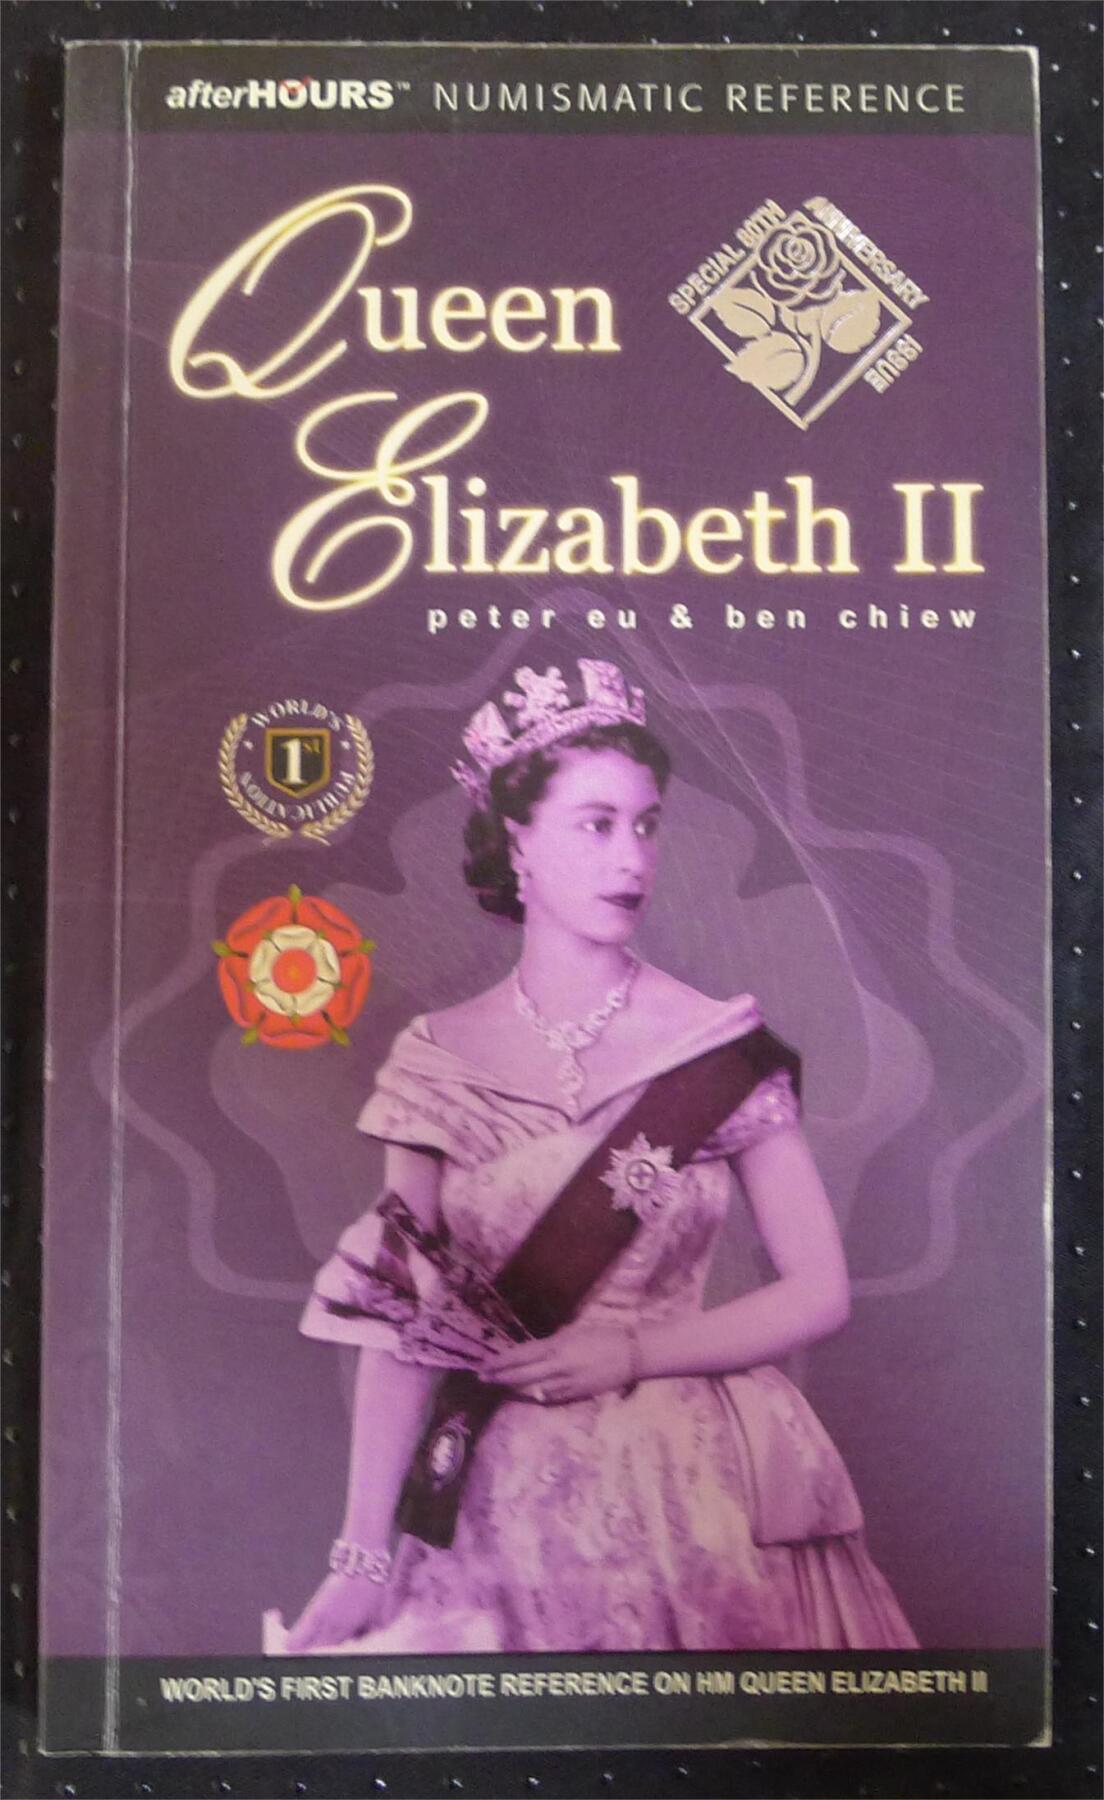 afterHOURS™ NUMISMATIC REFERENCE
Queen
SPECIAL 80TH
ANNIVERSARY
ISSUE
Elizabeth II
peter eu & ben chiew
WORLD'S
1st
PUBLICATION
WORLD'S FIRST BANKNOTE REFERENCE ON HM QUEEN ELIZABETH II